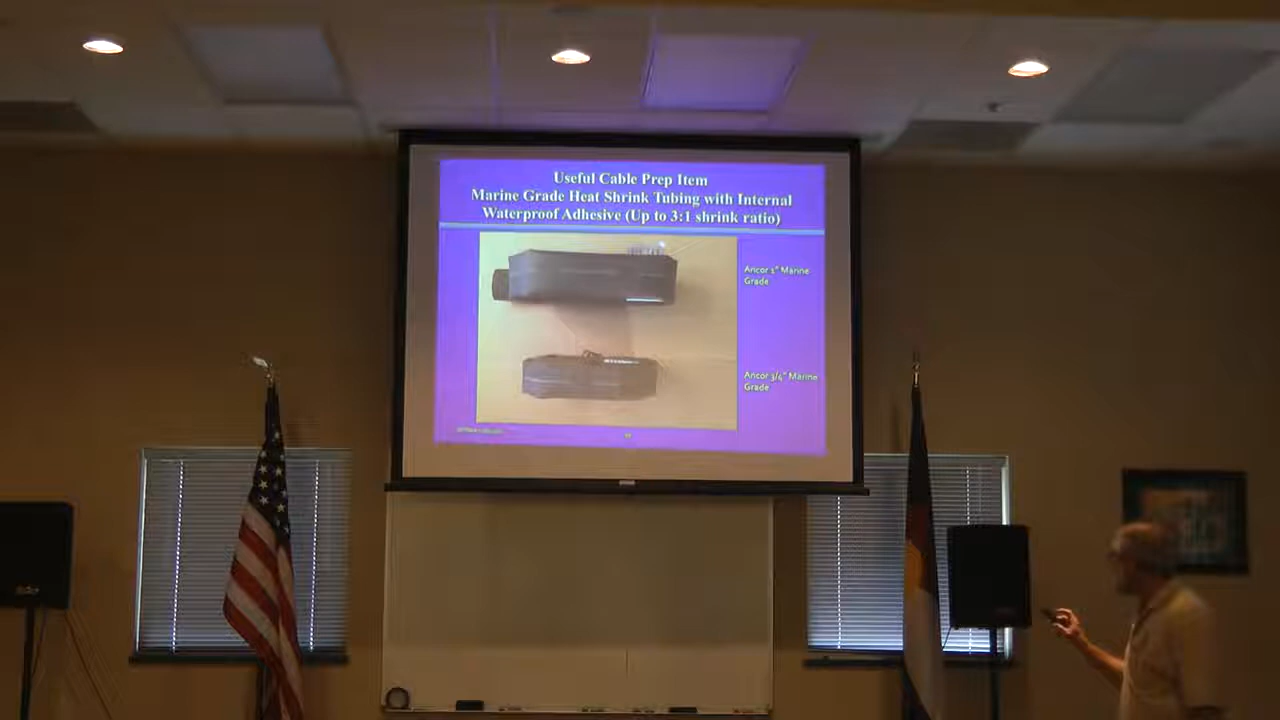 Useful Cable Prep Item
Marine Grade Heat Shrink Tubing with Internal
Waterproof Adhesive (Up to 3:1 shrink ratio)
Ancor 1" Marine
Grade
Ancor 3/4" Marine
Grade